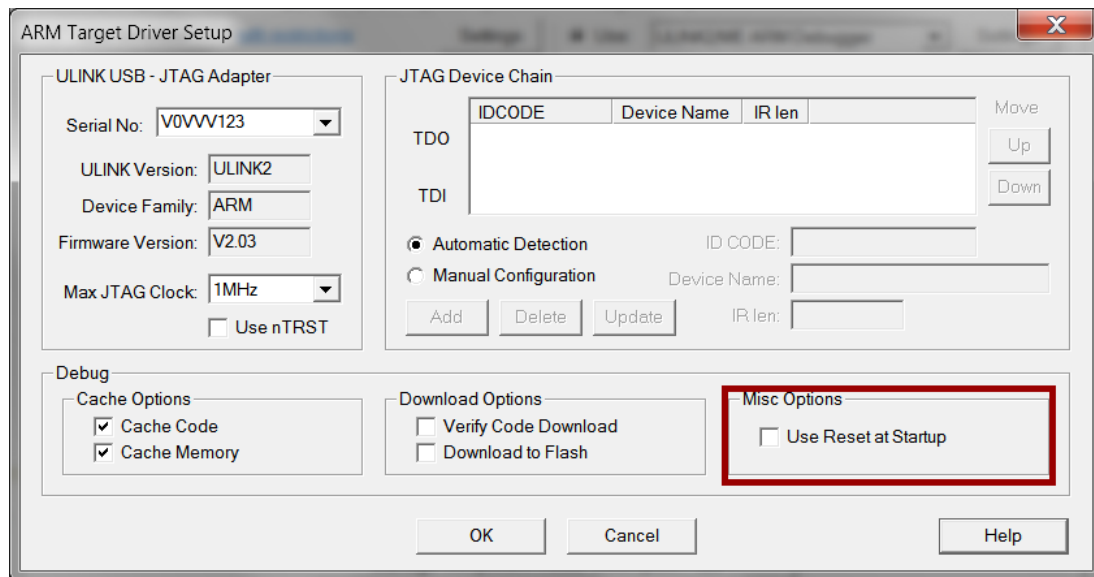 ARM Target Driver Setup
ULINK USB - JTAG Adapter
Serial No: V0VVV123
ULINK Version: ULINK2
Device Family: ARM
Firmware Version: V2.03
Max JTAG Clock: 1MHz
Use nTRST
JTAG Device Chain
IDCODE Device Name IR len
TDO
TDI
Move
Up
Down
Automatic Detection
Manual Configuration
ID CODE:
Device Name:
IR len:
Add Delete Update
Debug
Cache Options
Cache Code
Cache Memory
Download Options
Verify Code Download
Download to Flash
Misc Options
Use Reset at Startup
OK Cancel Help